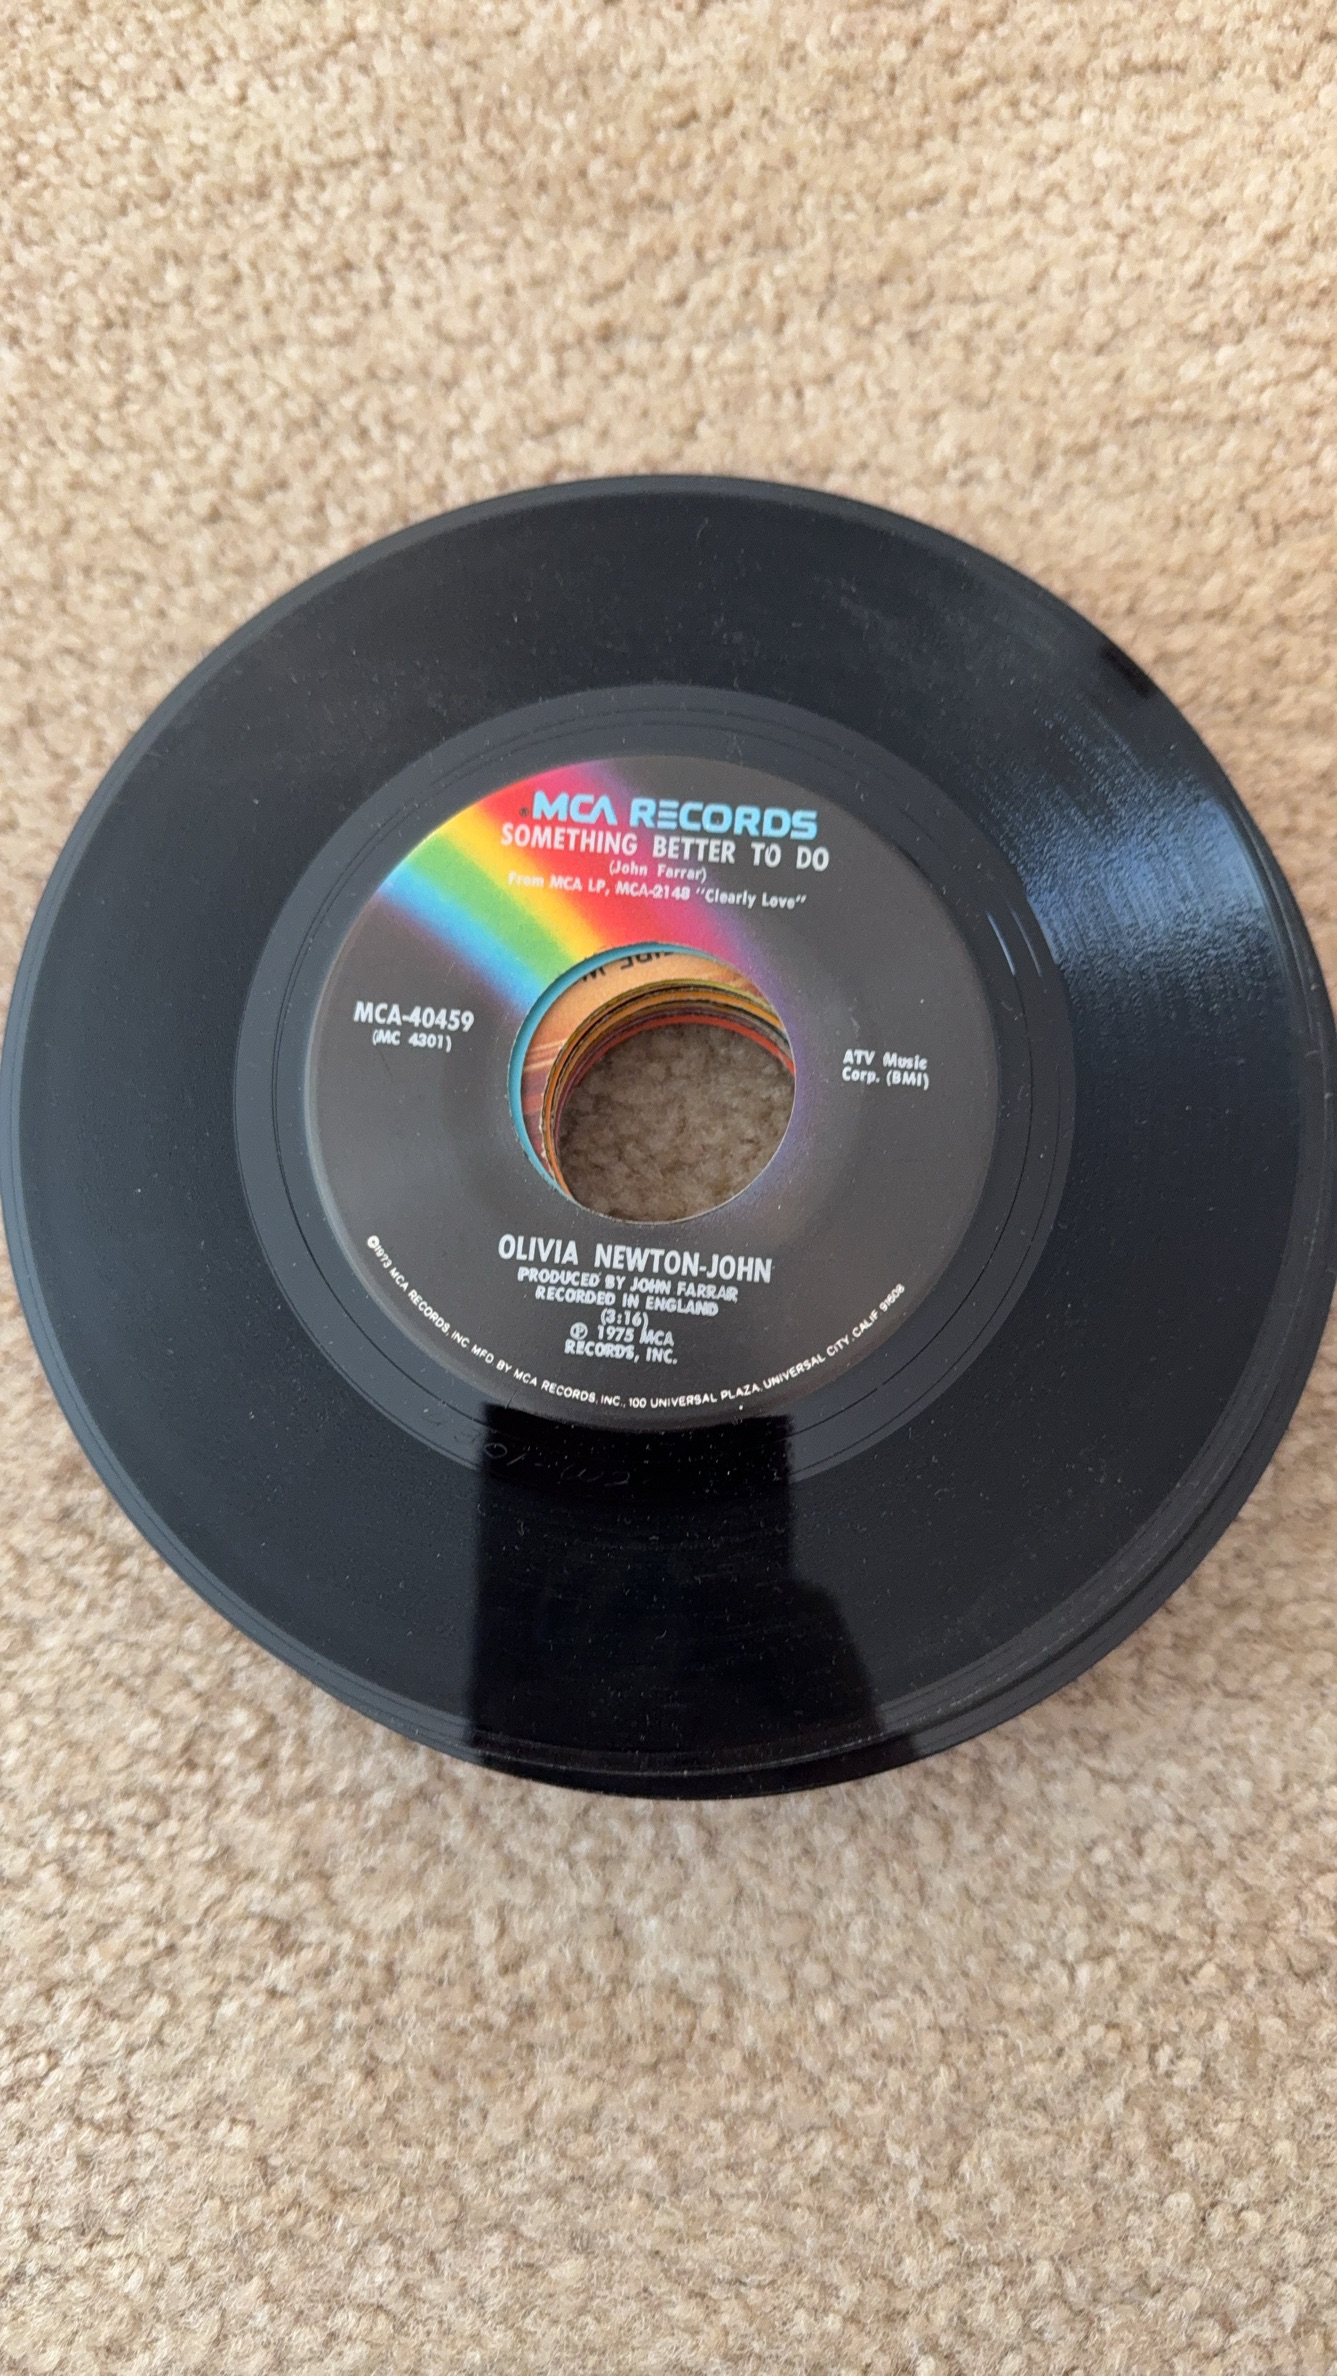 ® MCA RECORDS
SOMETHING BETTER TO DO
(John Farrar)
From MCA LP, MCA-2148 "Clearly Love"
MCA-40459
(MC 4301)
ATV Music
Corp. (BMI)
OLIVIA NEWTON-JOHN
PRODUCED BY JOHN FARRAR
RECORDED IN ENGLAND
(3:16)
Ⓟ 1975 MCA
RECORDS, INC.
©1973 MCA RECORDS, INC MFD BY MCA RECORDS, INC., 100 UNIVERSAL PLAZA, UNIVERSAL CITY, CALIF 91608